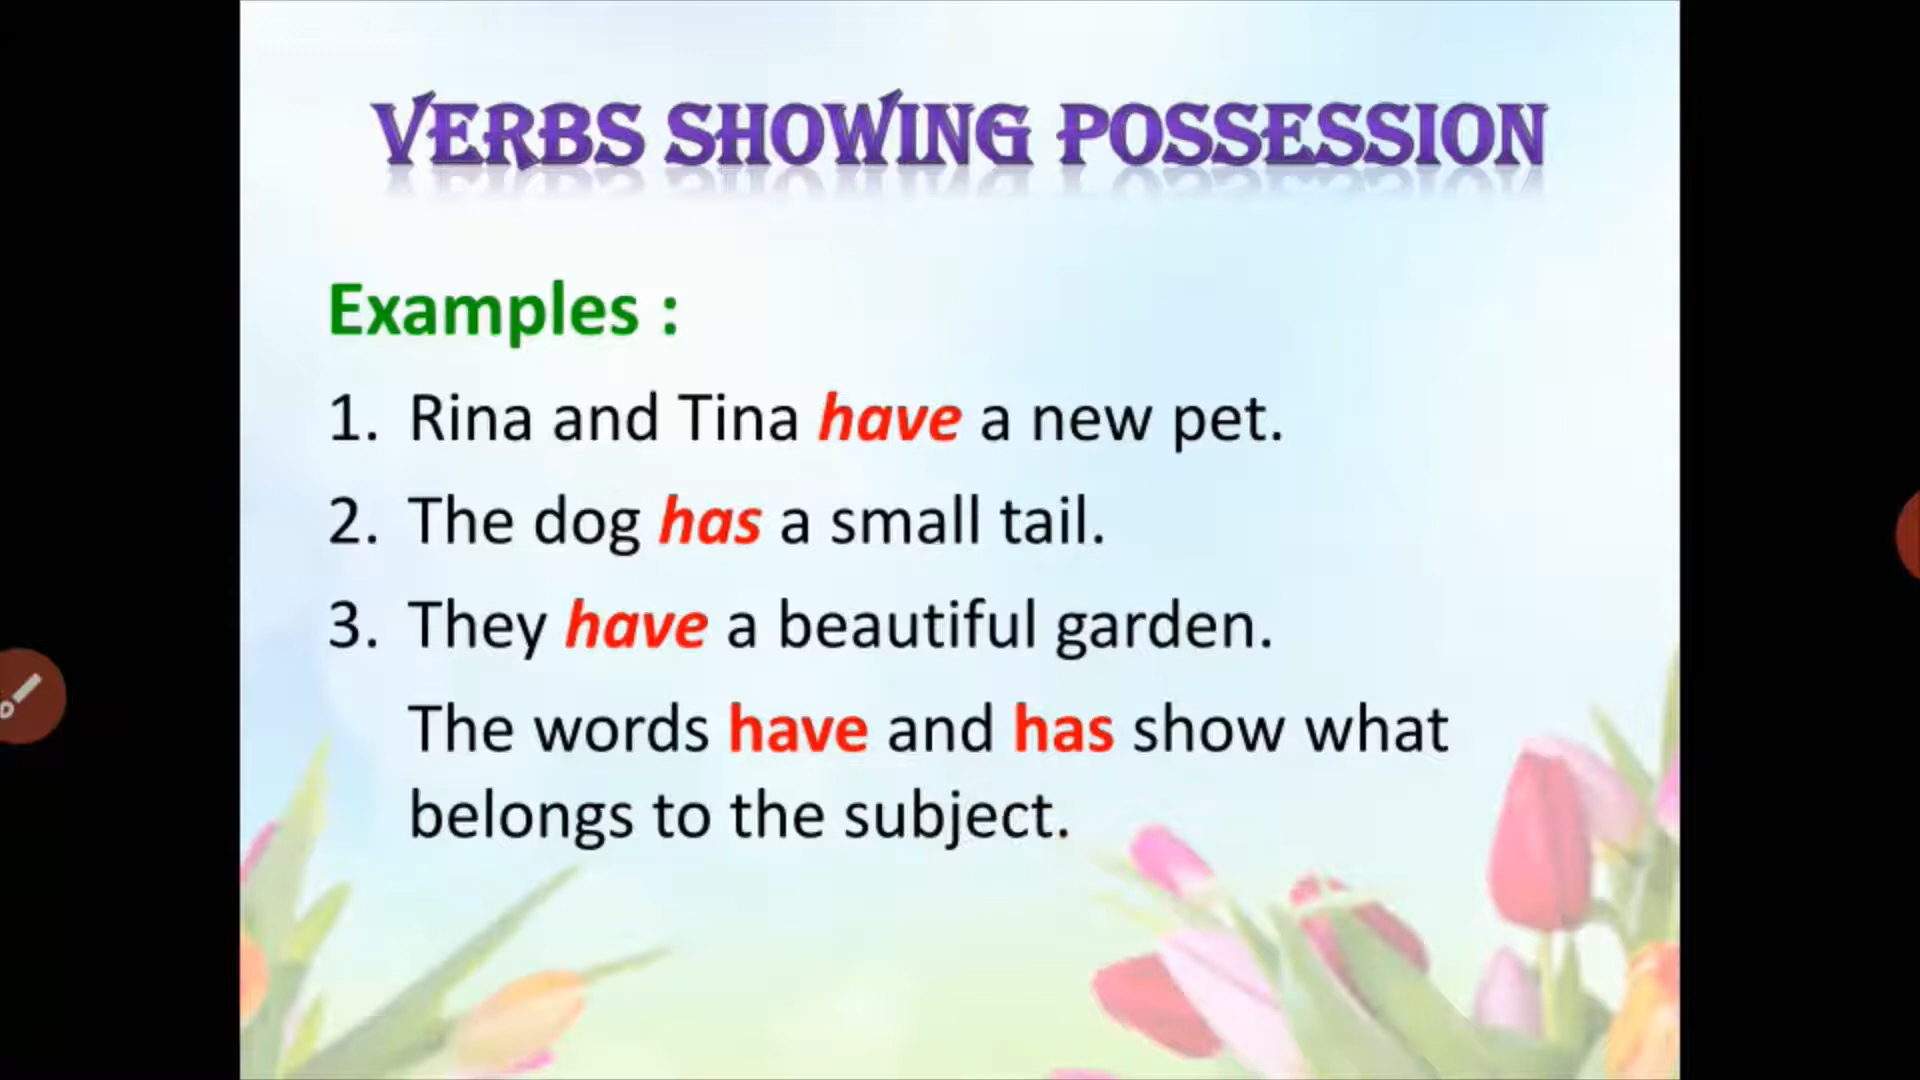 VERBS SHOWING POSSESSION
Examples :
1. Rina and Tina have a new pet.
2. The dog has a small tail.
3. They have a beautiful garden.
The words have and has show what
belongs to the subject.